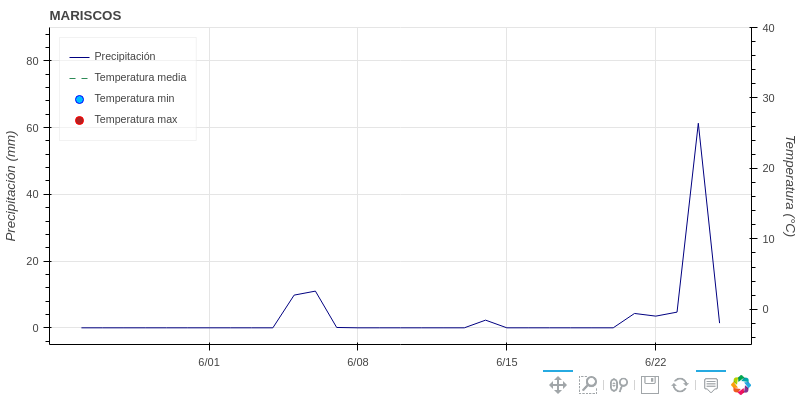 MARISCOS
Precipitación
Temperatura media
Temperatura min
Temperatura max
Precipitación (mm)
80
60
40
20
0
40
30
20
10
0
Temperatura (°C)
6/01
6/08
6/15
6/22